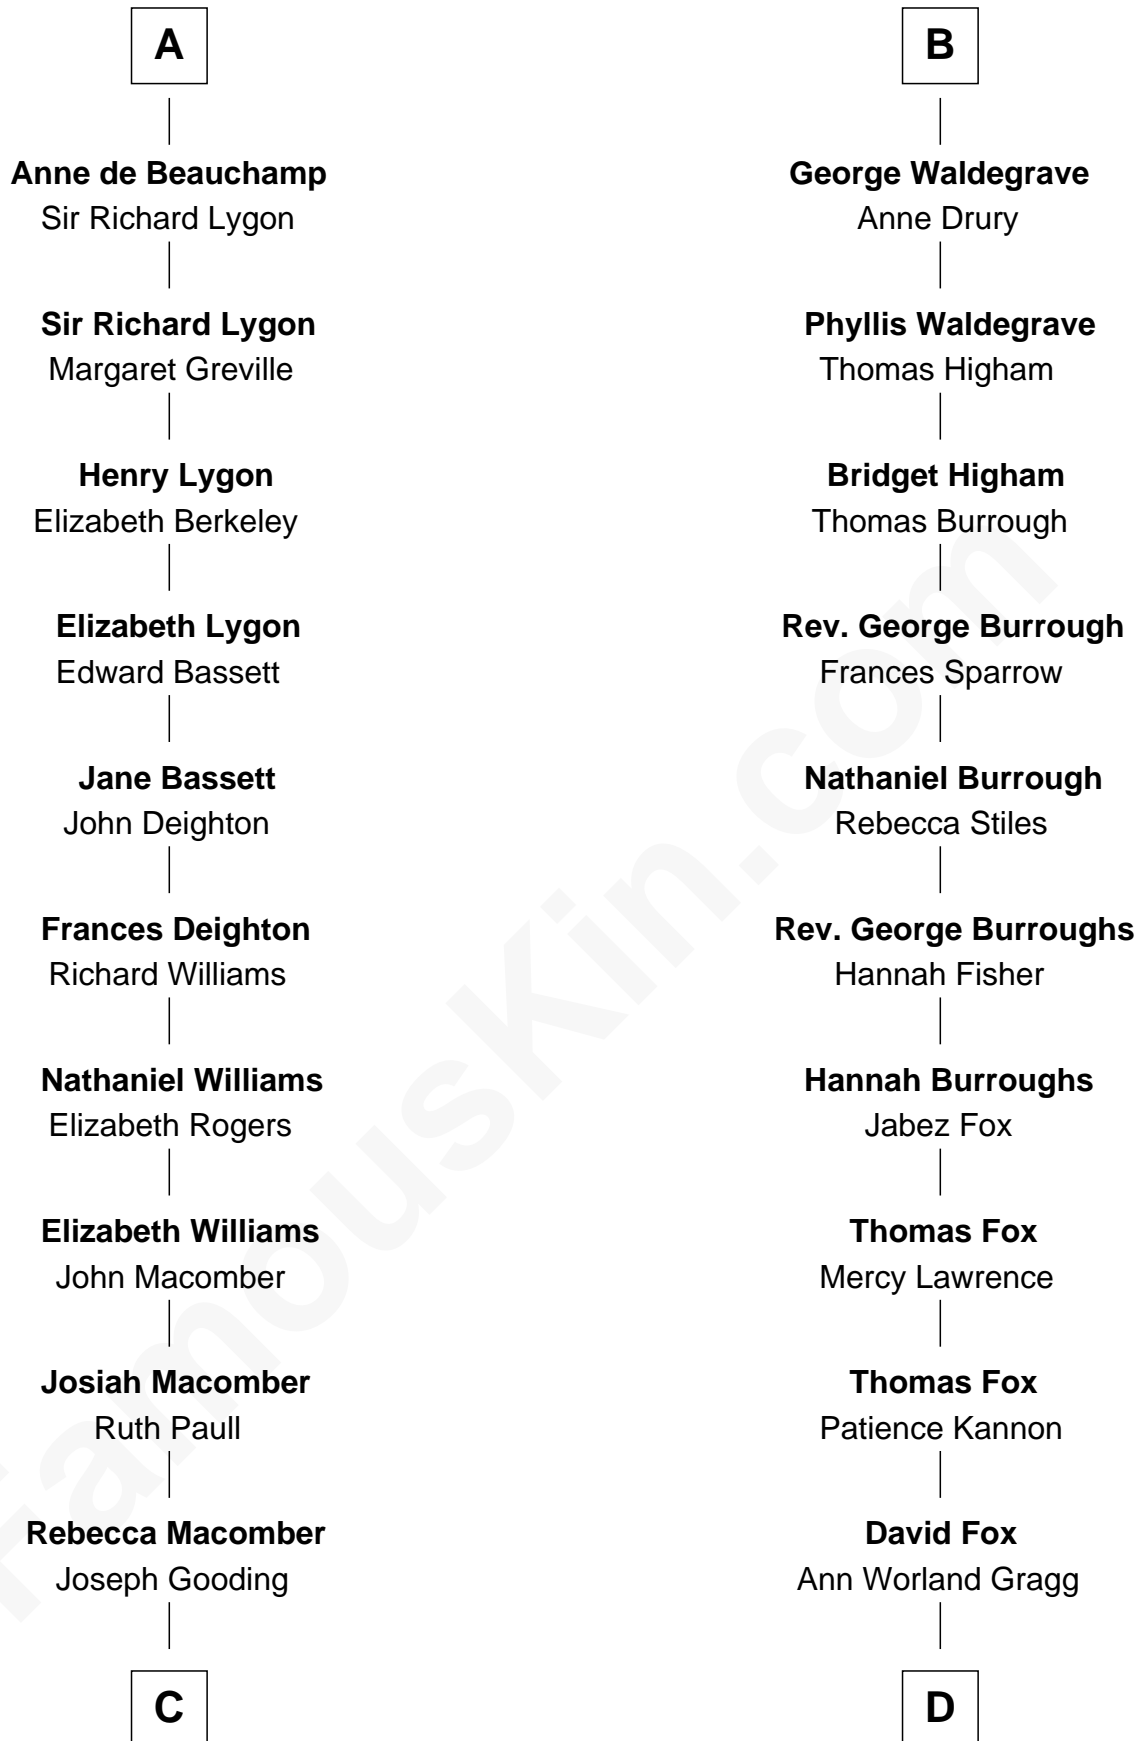 A
Anne de Beauchamp
Sir Richard Lygon
Sir Richard Lygon
Margaret Greville
Henry Lygon
Elizabeth Berkeley
Elizabeth Lygon
Edward Bassett
Jane Bassett
John Deighton
Frances Deighton
Richard Williams
Nathaniel Williams
Elizabeth Rogers
Elizabeth Williams
John Macomber
Josiah Macomber
Ruth Paull
Rebecca Macomber
Joseph Gooding
C
B
George Waldegrave
Anne Drury
Phyllis Waldegrave
Thomas Higham
Bridget Higham
Thomas Burrough
Rev. George Burrough
Frances Sparrow
Nathaniel Burrough
Rebecca Stiles
Rev. George Burroughs
Hannah Fisher
Hannah Burroughs
Jabez Fox
Thomas Fox
Mercy Lawrence
Thomas Fox
Patience Kannon
David Fox
Ann Worland Gragg
D
FamousKin.com